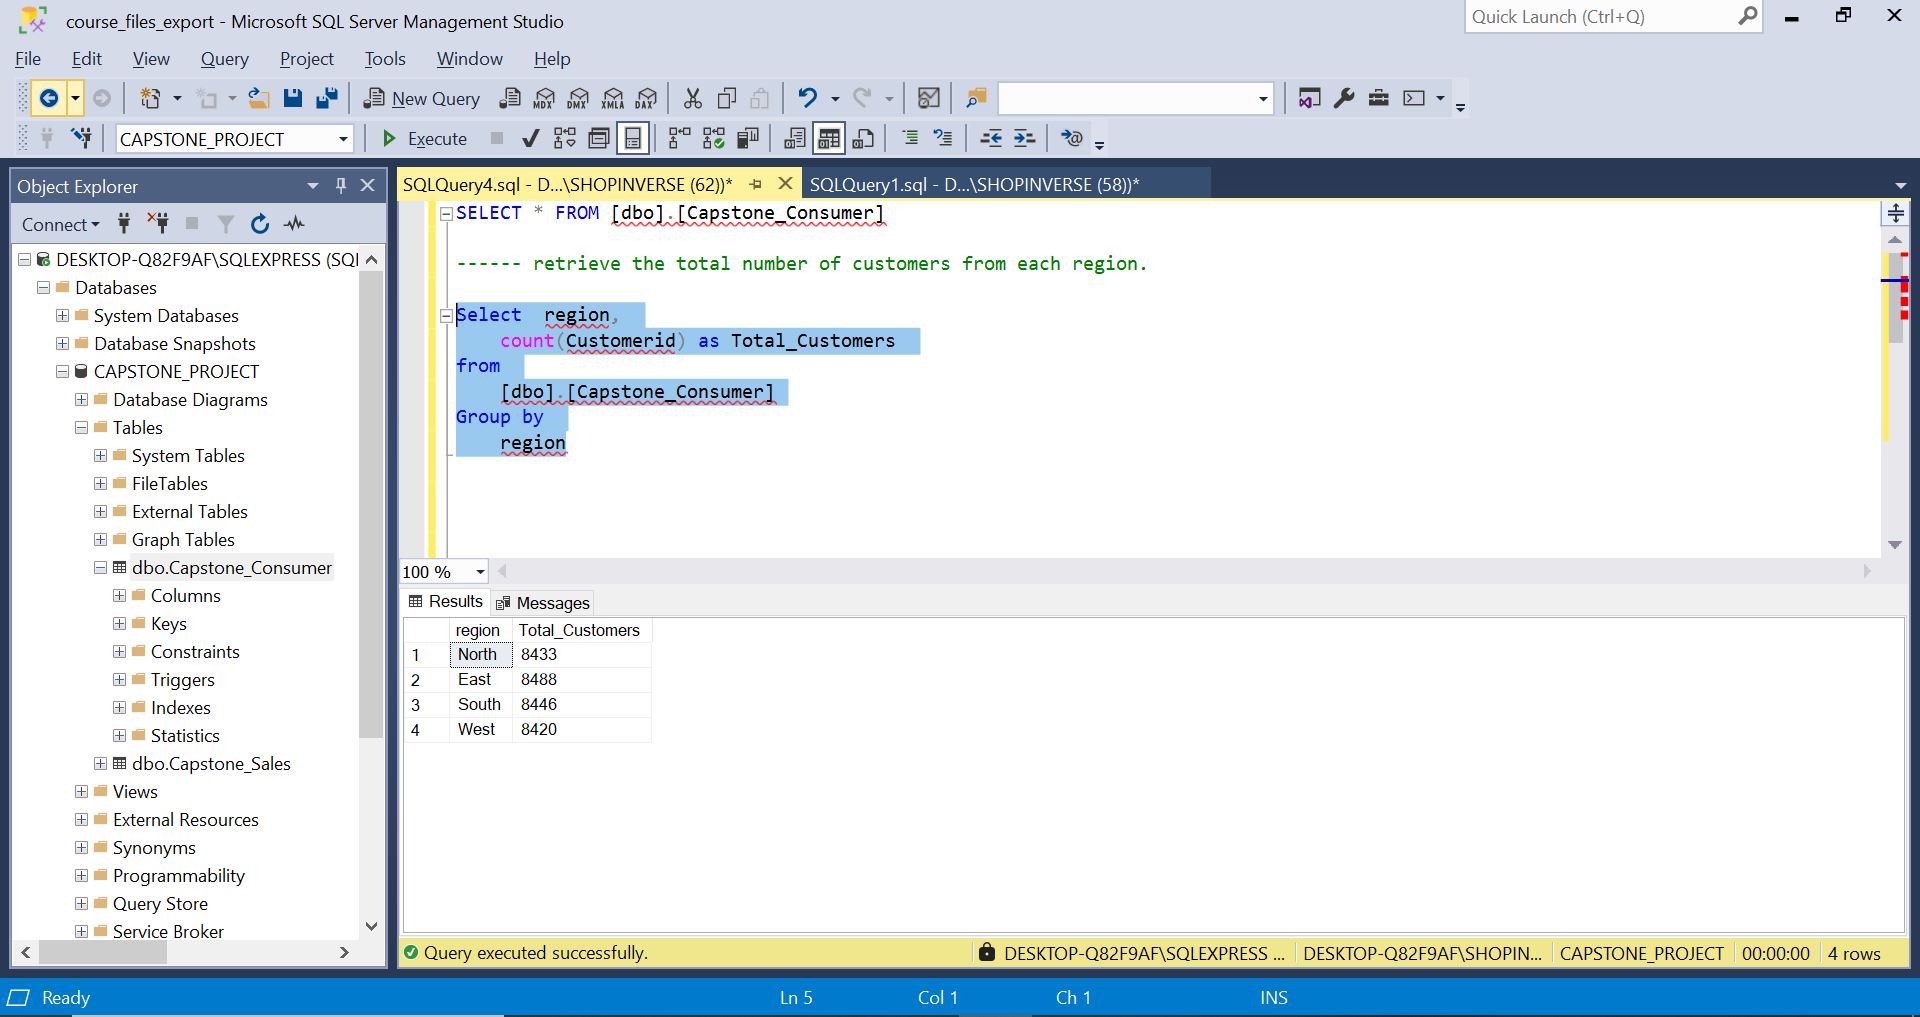 course_files_export - Microsoft SQL Server Management Studio
Quick Launch (Ctrl+Q)
File Edit View Query Project Tools Window Help
New Query MDX DMX XMLA DAX
CAPSTONE_PROJECT Execute
Object Explorer
SQLQuery4.sql - D...\SHOPINVERSE (62))* SQLQuery1.sql - D...\SHOPINVERSE (58))*
Connect
DESKTOP-Q82F9AF\SQLEXPRESS (SQl
Databases
System Databases
Database Snapshots
CAPSTONE_PROJECT
Database Diagrams
Tables
System Tables
FileTables
External Tables
Graph Tables
dbo.Capstone_Consumer
Columns
Keys
Constraints
Triggers
Indexes
Statistics
dbo.Capstone_Sales
Views
External Resources
Synonyms
Programmability
Query Store
Service Broker
SELECT * FROM [dbo].[Capstone_Consumer]
------ retrieve the total number of customers from each region.
Select region,
count(Customerid) as Total_Customers
from
[dbo].[Capstone_Consumer]
Group by
region
100 %
Results Messages
region Total_Customers
1 North 8433
2 East 8488
3 South 8446
4 West 8420
Query executed successfully. DESKTOP-Q82F9AF\SQLEXPRESS ... DESKTOP-Q82F9AF\SHOPIN... CAPSTONE_PROJECT 00:00:00 4 rows
Ready Ln 5 Col 1 Ch 1 INS